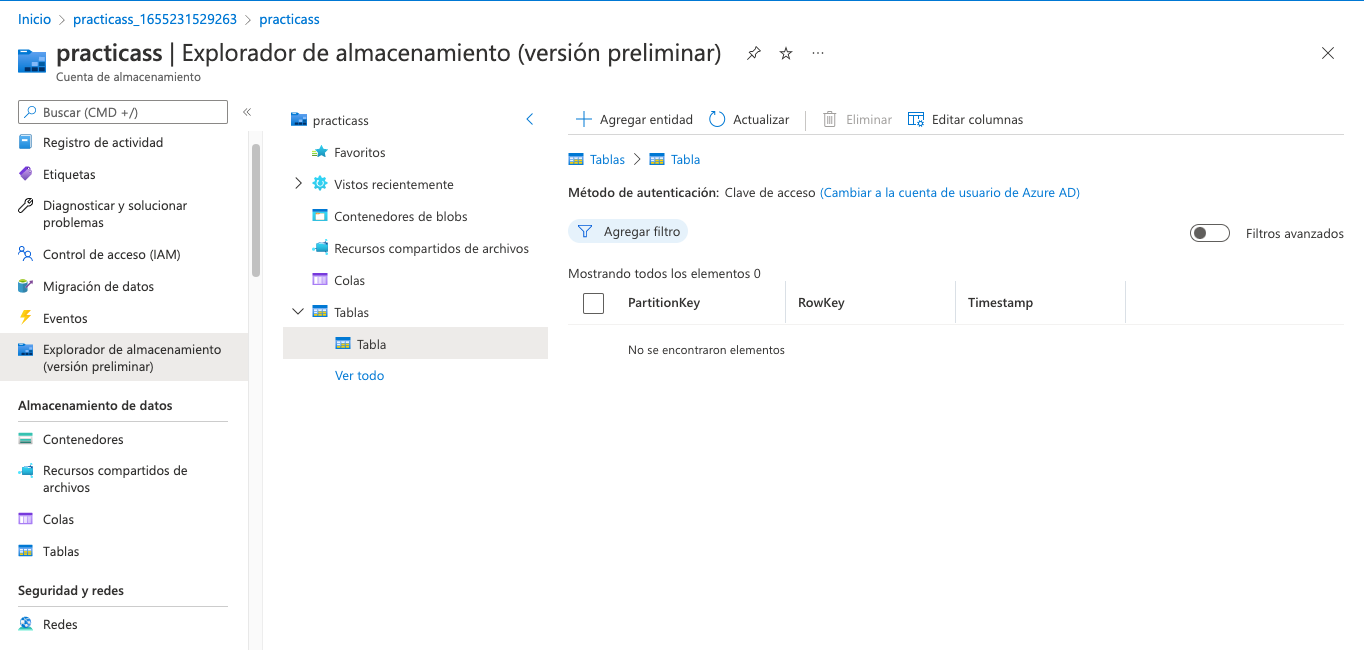 Inicio > practicass_1655231529263 > practicass
practicass | Explorador de almacenamiento (versión preliminar)
Cuenta de almacenamiento
Buscar (CMD +/)
Registro de actividad
Etiquetas
Diagnosticar y solucionar
problemas
Control de acceso (IAM)
Migración de datos
Eventos
Explorador de almacenamiento
(versión preliminar)
Almacenamiento de datos
Contenedores
Recursos compartidos de
archivos
Colas
Tablas
Seguridad y redes
Redes
practicass
Favoritos
Vistos recientemente
Contenedores de blobs
Recursos compartidos de archivos
Colas
Tablas
Tabla
Ver todo
Agregar entidad Actualizar Eliminar Editar columnas
Tablas > Tabla
Método de autenticación: Clave de acceso (Cambiar a la cuenta de usuario de Azure AD)
Agregar filtro
Filtros avanzados
Mostrando todos los elementos 0
PartitionKey RowKey Timestamp
No se encontraron elementos